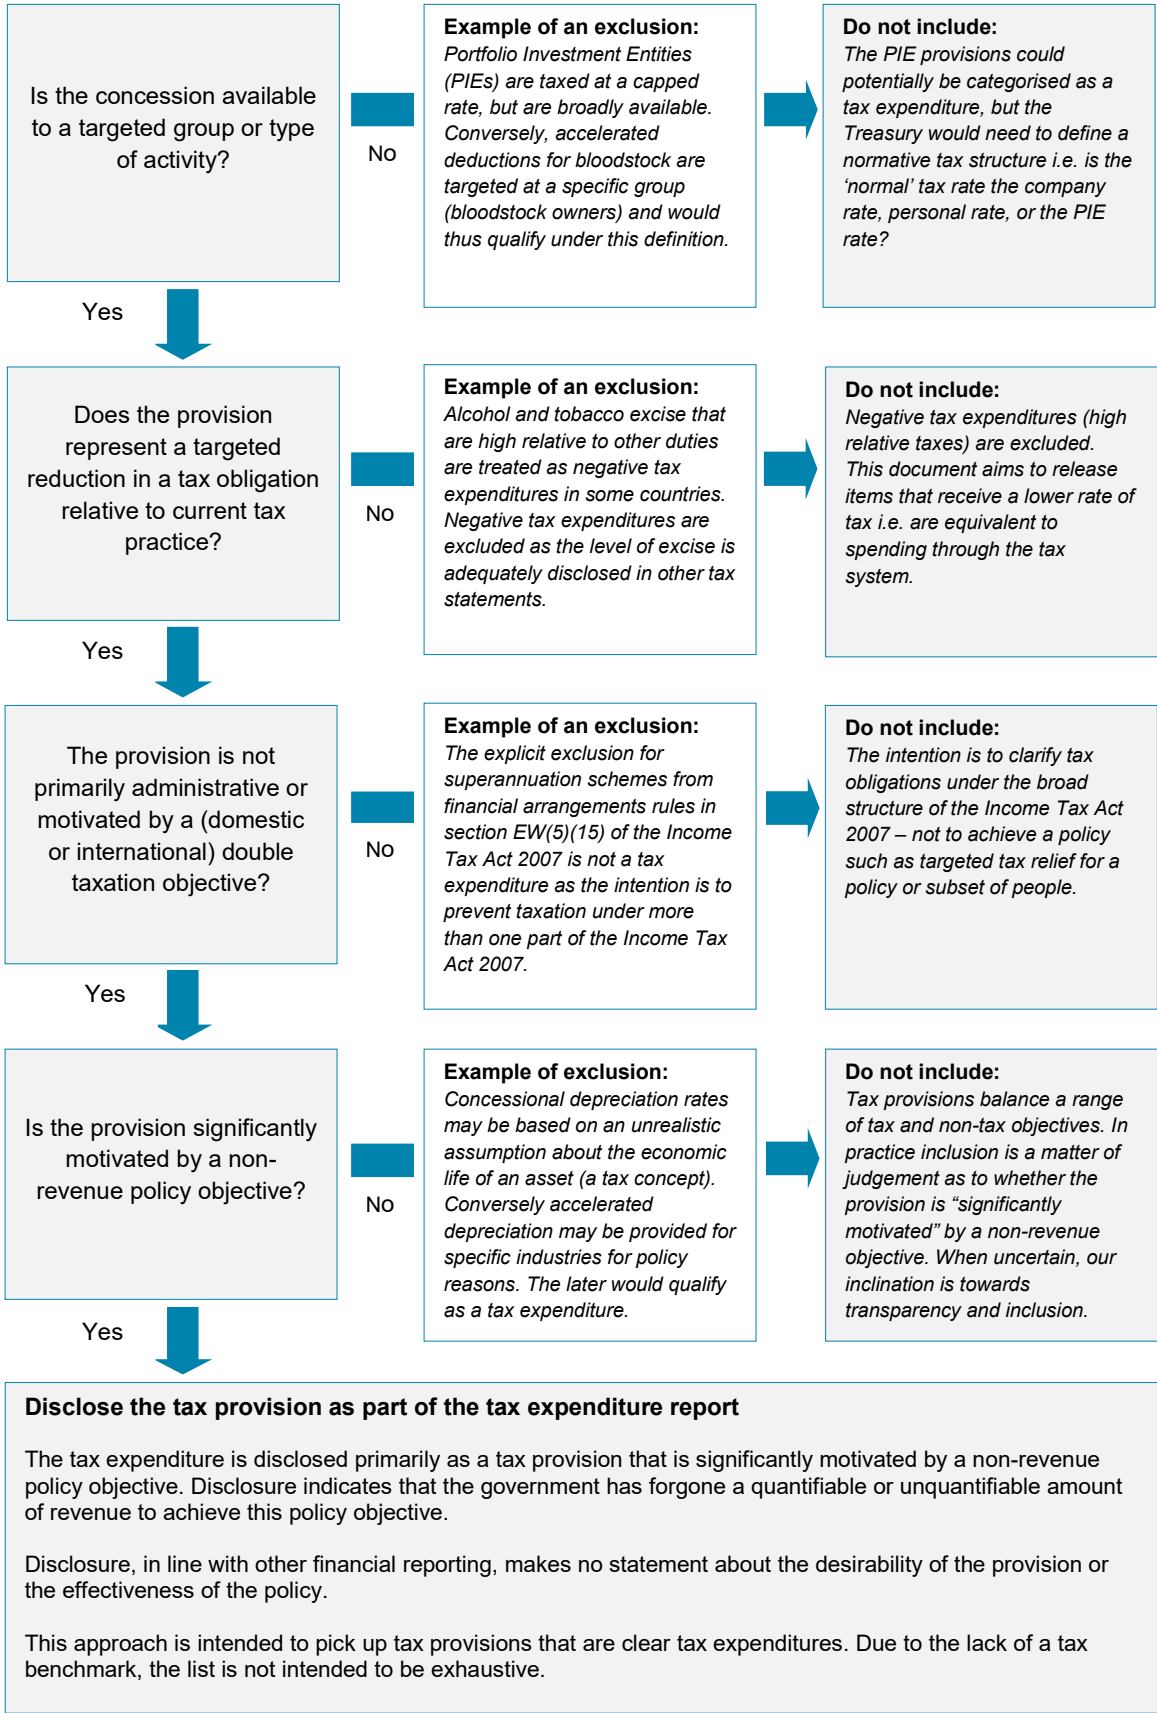 Is the concession available
to a targeted group or type
of activity?
No
Example of an exclusion:
Portfolio Investment Entities
(PIEs) are taxed at a capped
rate, but are broadly available.
Conversely, accelerated
deductions for bloodstock are
targeted at a specific group
(bloodstock owners) and would
thus qualify under this definition.
Do not include:
The PIE provisions could
potentially be categorised as a
tax expenditure, but the
Treasury would need to define a
normative tax structure i.e. is the
‘normal’ tax rate the company
rate, personal rate, or the PIE
rate?
Yes
Does the provision
represent a targeted
reduction in a tax obligation
relative to current tax
practice?
No
Example of an exclusion:
Alcohol and tobacco excise that
are high relative to other duties
are treated as negative tax
expenditures in some countries.
Negative tax expenditures are
excluded as the level of excise is
adequately disclosed in other tax
statements.
Do not include:
Negative tax expenditures (high
relative taxes) are excluded.
This document aims to release
items that receive a lower rate of
tax i.e. are equivalent to
spending through the tax
system.
Yes
The provision is not
primarily administrative or
motivated by a (domestic
or international) double
taxation objective?
No
Example of an exclusion:
The explicit exclusion for
superannuation schemes from
financial arrangements rules in
section EW(5)(15) of the Income
Tax Act 2007 is not a tax
expenditure as the intention is to
prevent taxation under more
than one part of the Income Tax
Act 2007.
Do not include:
The intention is to clarify tax
obligations under the broad
structure of the Income Tax Act
2007 – not to achieve a policy
such as targeted tax relief for a
policy or subset of people.
Yes
Is the provision significantly
motivated by a non-
revenue policy objective?
No
Example of exclusion:
Concessional depreciation rates
may be based on an unrealistic
assumption about the economic
life of an asset (a tax concept).
Conversely accelerated
depreciation may be provided for
specific industries for policy
reasons. The later would qualify
as a tax expenditure.
Do not include:
Tax provisions balance a range
of tax and non-tax objectives. In
practice inclusion is a matter of
judgement as to whether the
provision is “significantly
motivated” by a non-revenue
objective. When uncertain, our
inclination is towards
transparency and inclusion.
Yes
Disclose the tax provision as part of the tax expenditure report
The tax expenditure is disclosed primarily as a tax provision that is significantly motivated by a non-revenue
policy objective. Disclosure indicates that the government has forgone a quantifiable or unquantifiable amount
of revenue to achieve this policy objective.
Disclosure, in line with other financial reporting, makes no statement about the desirability of the provision or
the effectiveness of the policy.
This approach is intended to pick up tax provisions that are clear tax expenditures. Due to the lack of a tax
benchmark, the list is not intended to be exhaustive.